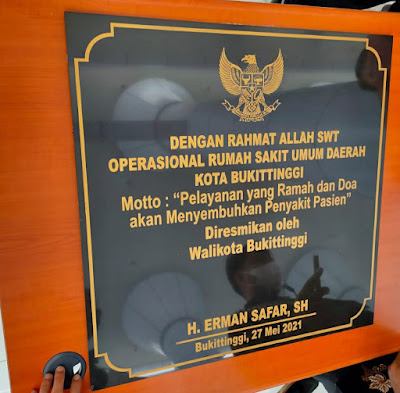 DENGAN RAHMAT ALLAH SWT
OPERASIONAL RUMAH SAKIT UMUM DAERAH
KOTA BUKITTINGGI
Motto : “Pelayanan yang Ramah dan Doa
akan Menyembuhkan Penyakit Pasien”
Diresmikan oleh
Walikota Bukittinggi
H. ERMAN SAFAR, SH
Bukittinggi, 27 Mei 2021